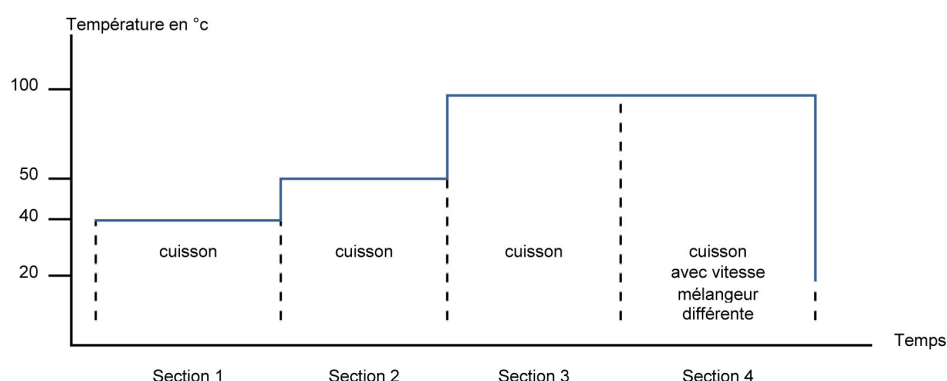 Température en °c
100
50
40
20
cuisson
cuisson
cuisson
cuisson
avec vitesse
mélangeur
différente
Temps
Section 1
Section 2
Section 3
Section 4